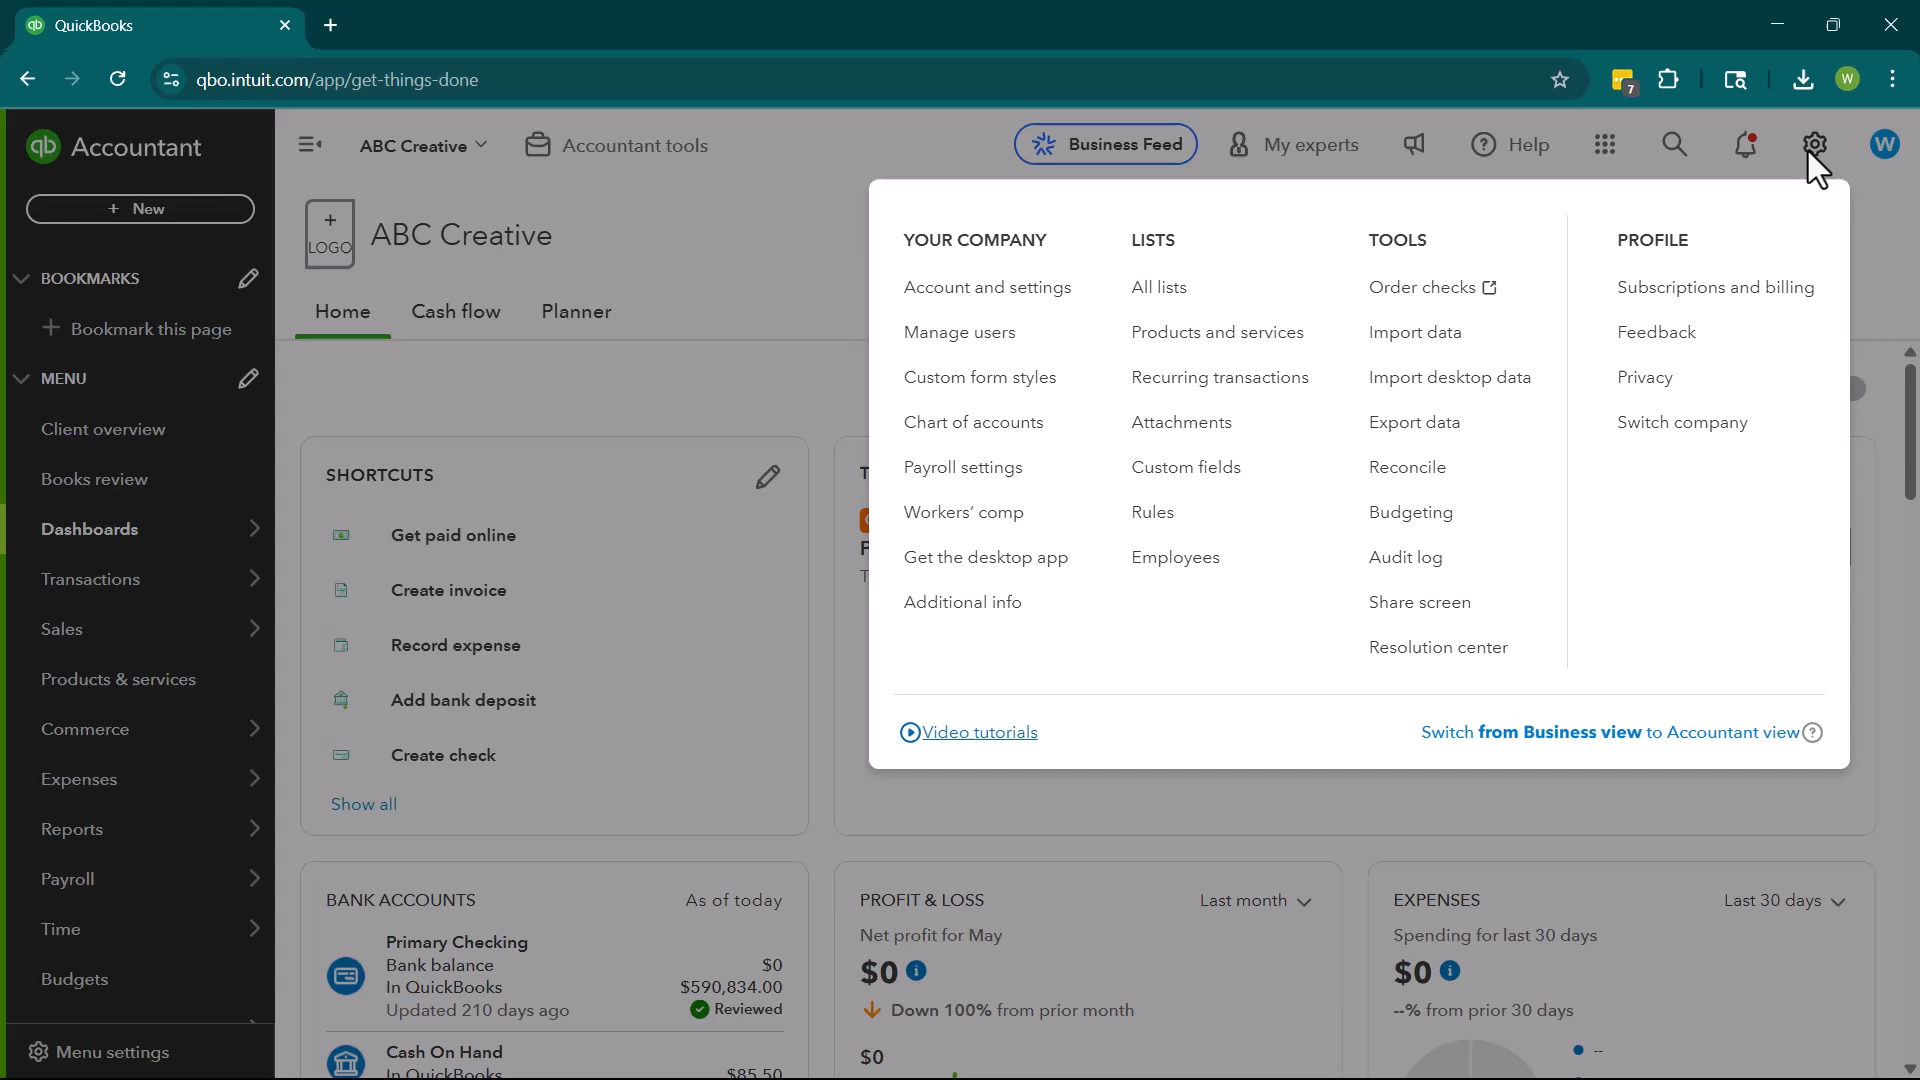 QuickBooks
qbo.intuit.com/app/get-things-done
7
W
qb Accountant
ABC Creative
Accountant tools
Business Feed
My experts
Help
W
+ New
BOOKMARKS
Bookmark this page
MENU
Client overview
Books review
Dashboards
Transactions
Sales
Products & services
Commerce
Expenses
Reports
Payroll
Time
Budgets
Menu settings
+
LOGO
ABC Creative
Home
Cash flow
Planner
SHORTCUTS
Get paid online
Create invoice
Record expense
Add bank deposit
Create check
Show all
YOUR COMPANY
Account and settings
Manage users
Custom form styles
Chart of accounts
Payroll settings
Workers' comp
Get the desktop app
Additional info
LISTS
All lists
Products and services
Recurring transactions
Attachments
Custom fields
Rules
Employees
TOOLS
Order checks
Import data
Import desktop data
Export data
Reconcile
Budgeting
Audit log
Share screen
Resolution center
PROFILE
Subscriptions and billing
Feedback
Privacy
Switch company
Video tutorials
Switch from Business view to Accountant view
BANK ACCOUNTS
As of today
Primary Checking
Bank balance $0
In QuickBooks $590,834.00
Updated 210 days ago Reviewed
Cash On Hand
In QuickBooks $85.50
PROFIT & LOSS
Last month
Net profit for May
$0
Down 100% from prior month
$0
EXPENSES
Last 30 days
Spending for last 30 days
$0
--% from prior 30 days
--